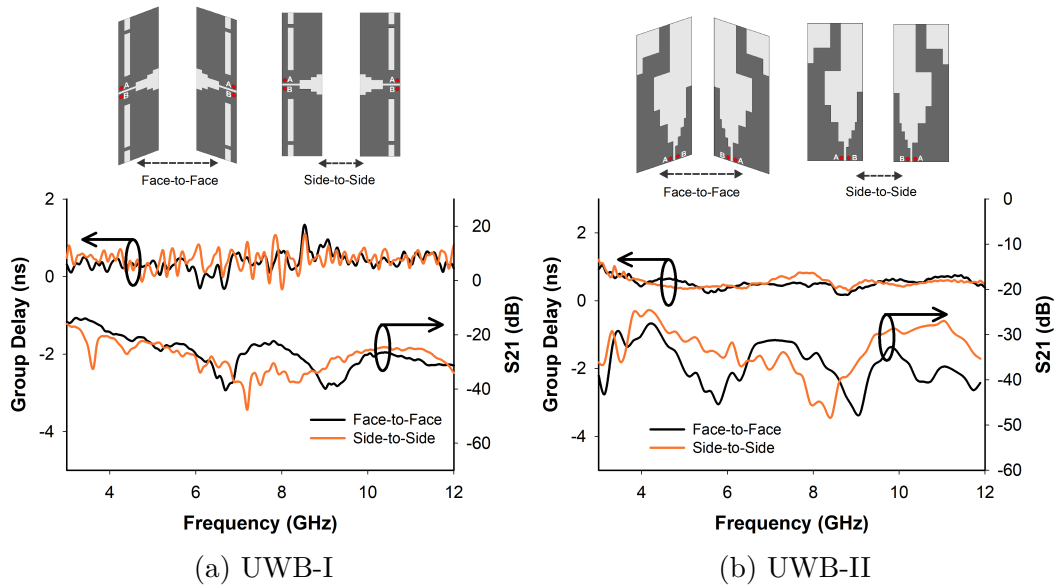 A
B
A
B
A
B
A
B
Face-to-Face
Side-to-Side
2
0
-2
-4
Group Delay (ns)
20
0
-20
-40
-60
S21 (dB)
Face-to-Face
Side-to-Side
4
6
8
10
12
Frequency (GHz)
(a) UWB-I
A
B
B
A
A
B
B
A
Face-to-Face
Side-to-Side
2
0
-2
-4
Group Delay (ns)
0
-10
-20
-30
-40
-50
-60
S21 (dB)
Face-to-Face
Side-to-Side
4
6
8
10
12
Frequency (GHz)
(b) UWB-II